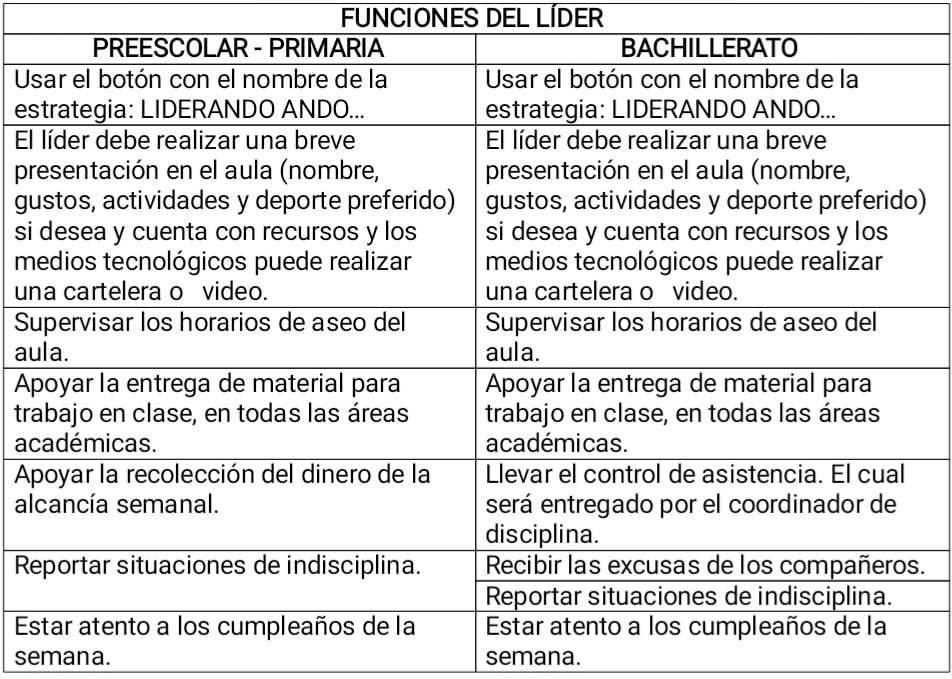 FUNCIONES DEL LÍDER
PREESCOLAR - PRIMARIA
BACHILLERATO
Usar el botón con el nombre de la
estrategia: LIDERANDO ANDO...
Usar el botón con el nombre de la
estrategia: LIDERANDO ANDO...
El líder debe realizar una breve
presentación en el aula (nombre,
gustos, actividades y deporte preferido)
si desea y cuenta con recursos y los
medios tecnológicos puede realizar
una cartelera o video.
El líder debe realizar una breve
presentación en el aula (nombre,
gustos, actividades y deporte preferido)
si desea y cuenta con recursos y los
medios tecnológicos puede realizar
una cartelera o video.
Supervisar los horarios de aseo del
aula.
Supervisar los horarios de aseo del
aula.
Apoyar la entrega de material para
trabajo en clase, en todas las áreas
académicas.
Apoyar la entrega de material para
trabajo en clase, en todas las áreas
académicas.
Apoyar la recolección del dinero de la
alcancía semanal.
Llevar el control de asistencia. El cual
será entregado por el coordinador de
disciplina.
Reportar situaciones de indisciplina.
Recibir las excusas de los compañeros.
Reportar situaciones de indisciplina.
Estar atento a los cumpleaños de la
semana.
Estar atento a los cumpleaños de la
semana.